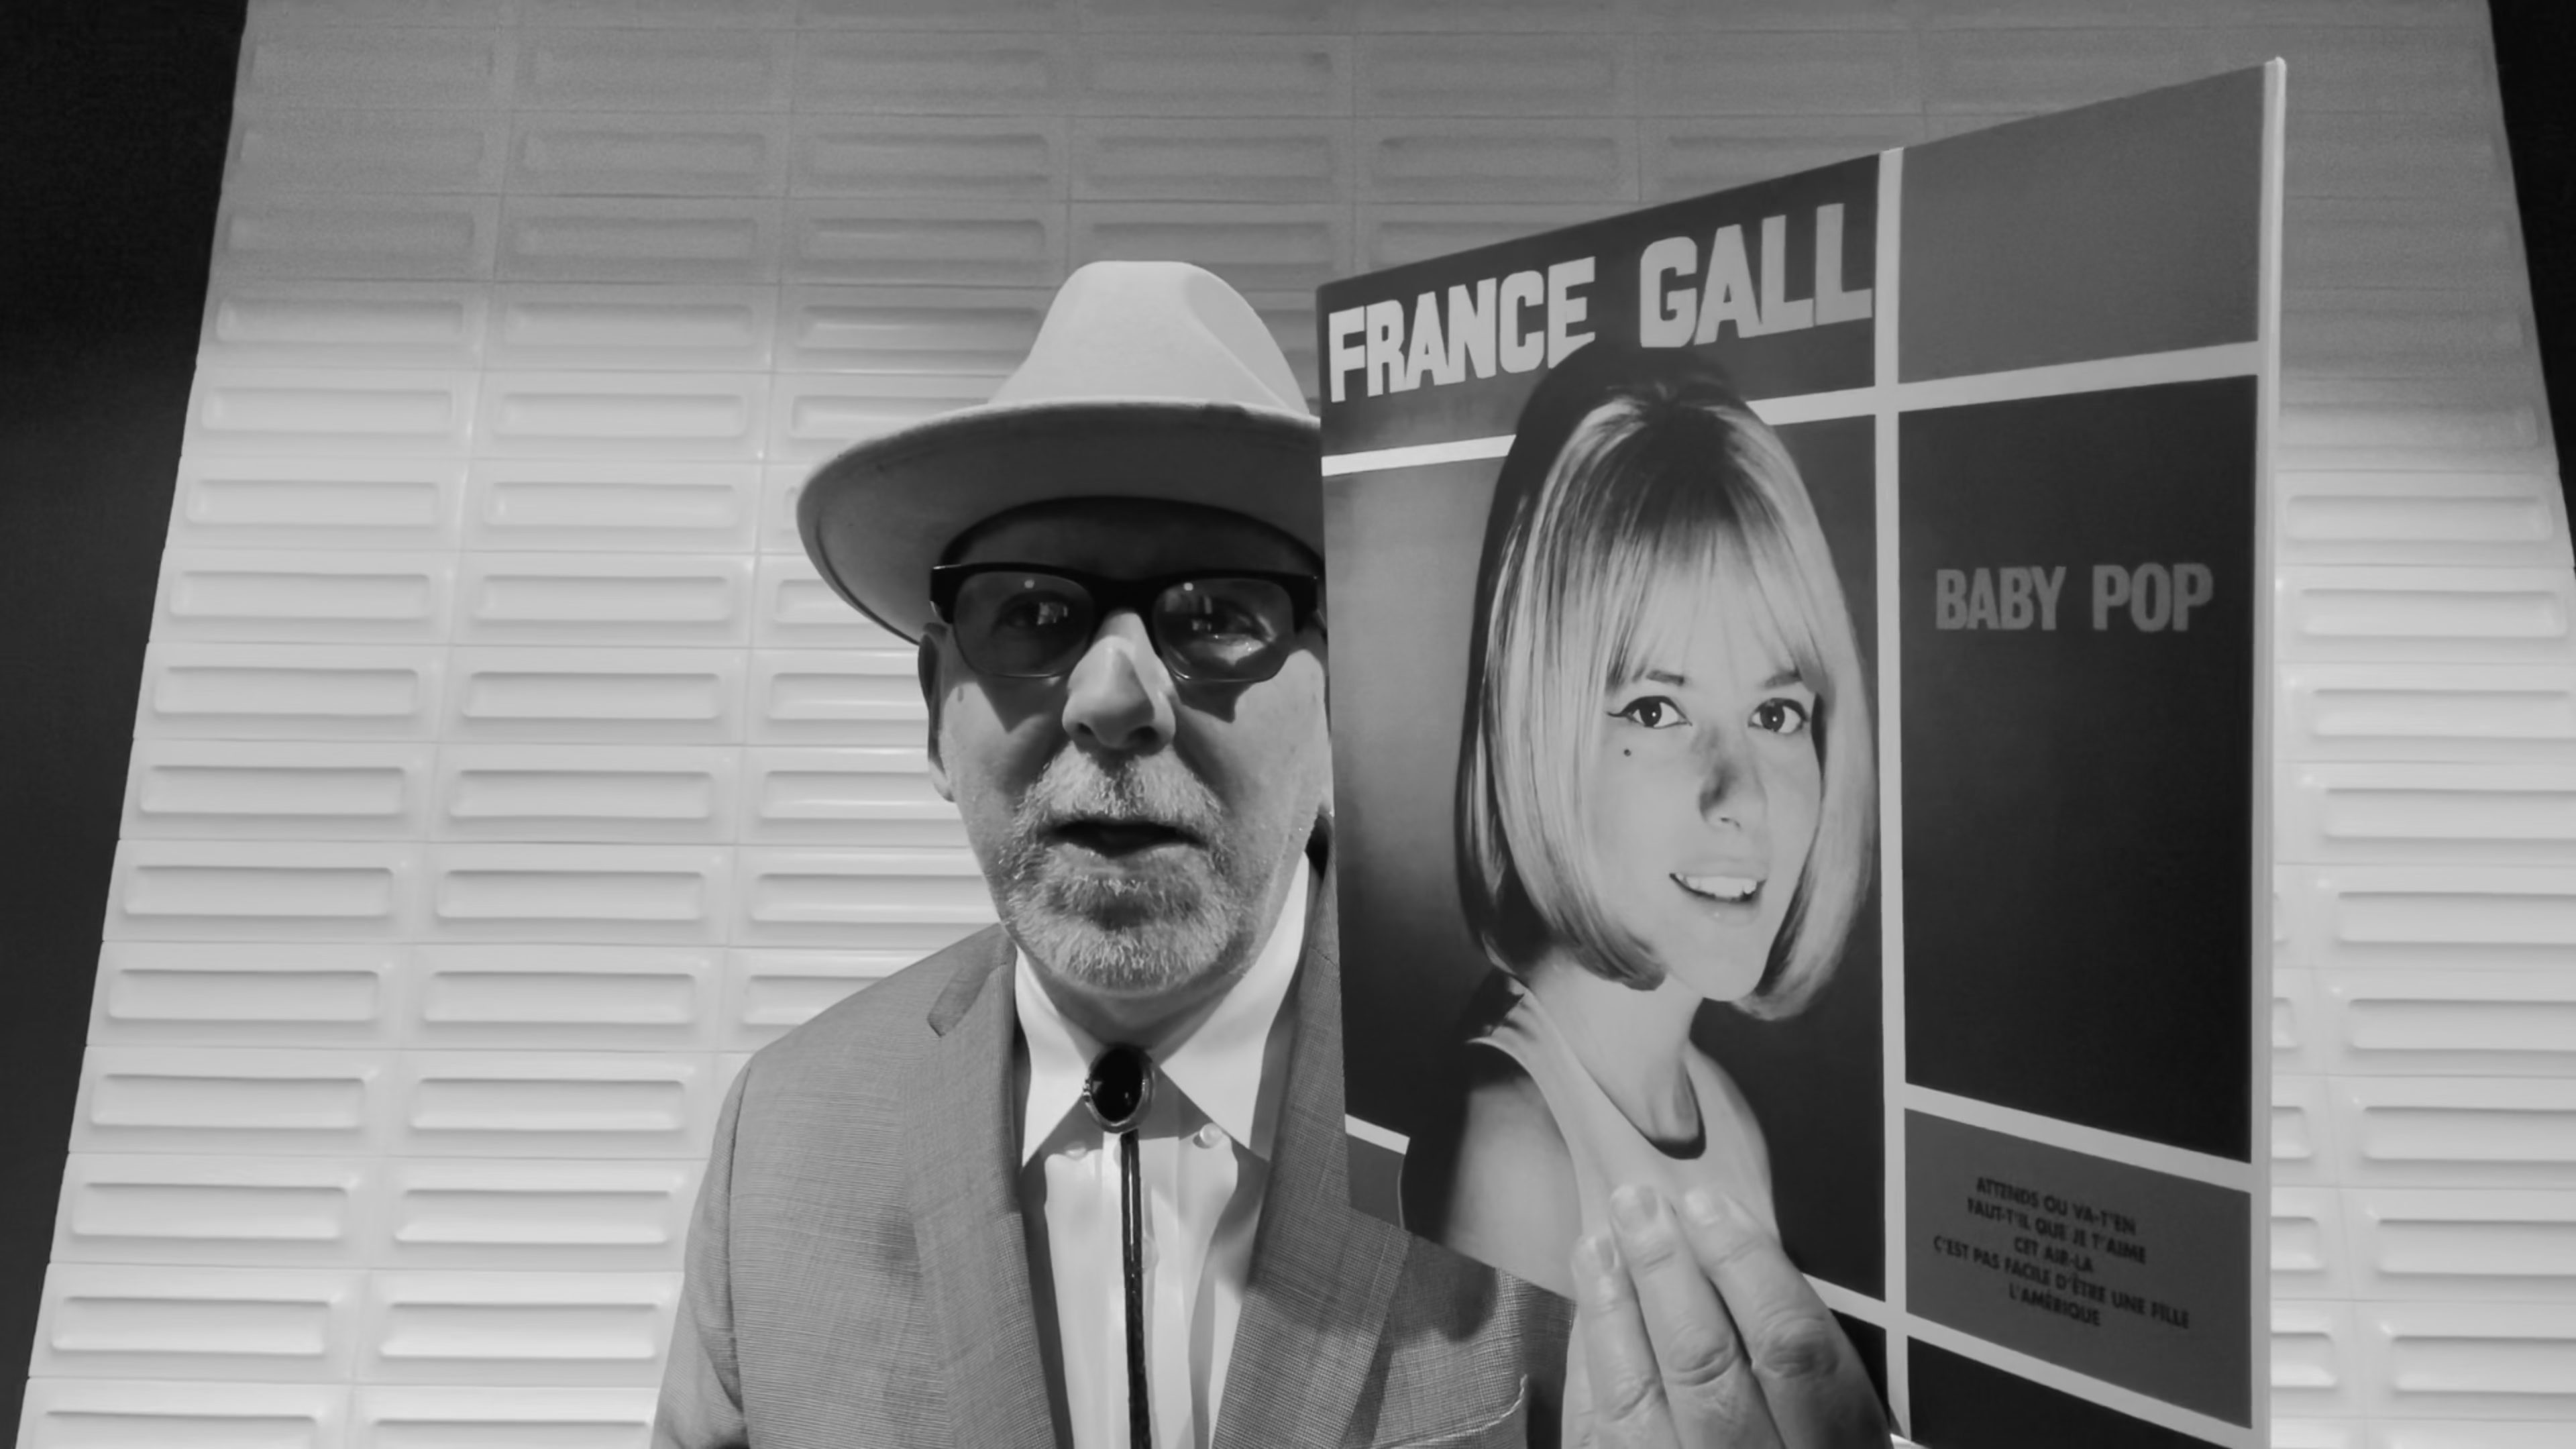 FRANCE GALL
BABY POP
ATTENDS OU VA-T'EN
FAUT-T'IL QUE JE T'AIME
CET AIR-LA
C'EST PAS FACILE D'ÊTRE UNE FILLE
L'AMÉRIQUE